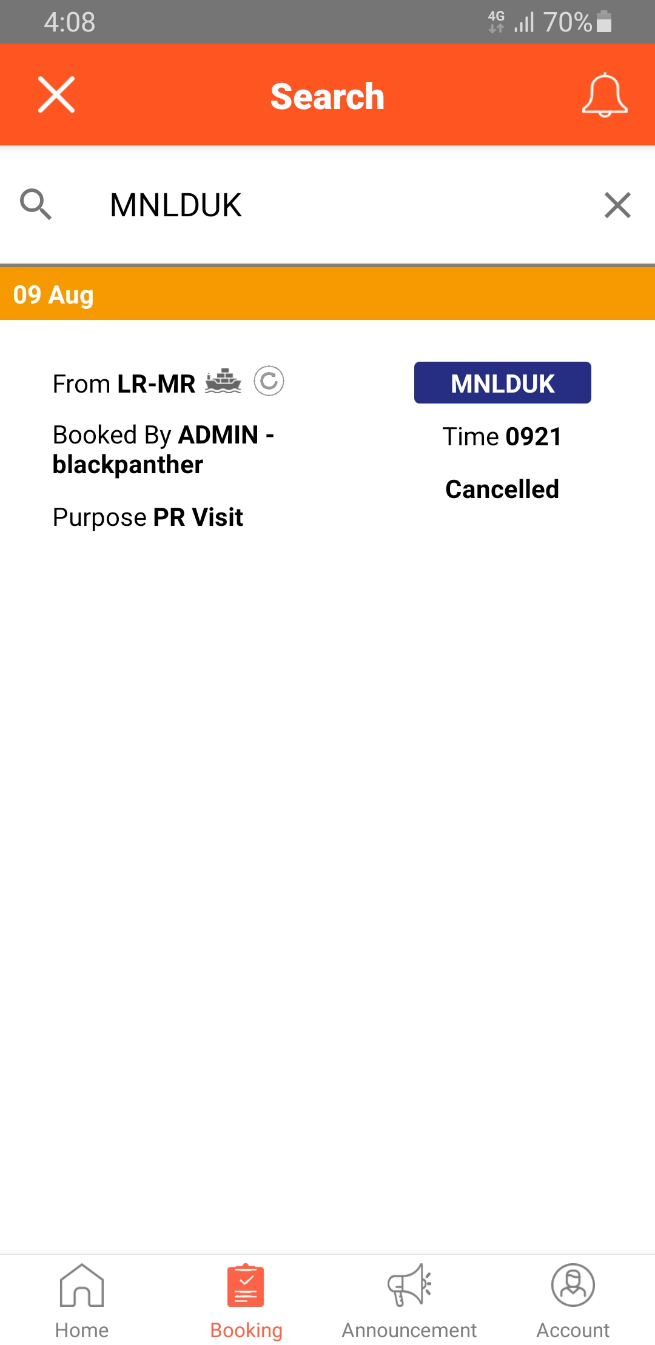 4:08 4G 70%
Search
MNLDUK
09 Aug
From LR-MR C MNLDUK
Booked By ADMIN - Time 0921
blackpanther
Cancelled
Purpose PR Visit
Home Booking Announcement Account